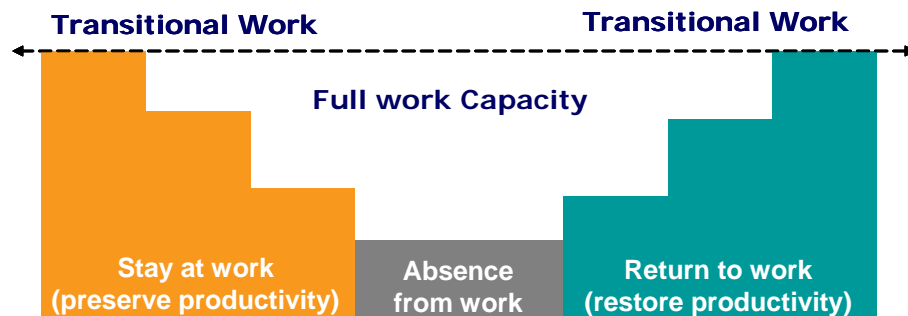 Transitional Work
Transitional Work
Full work Capacity
Stay at work
(preserve productivity)
Absence
from work
Return to work
(restore productivity)